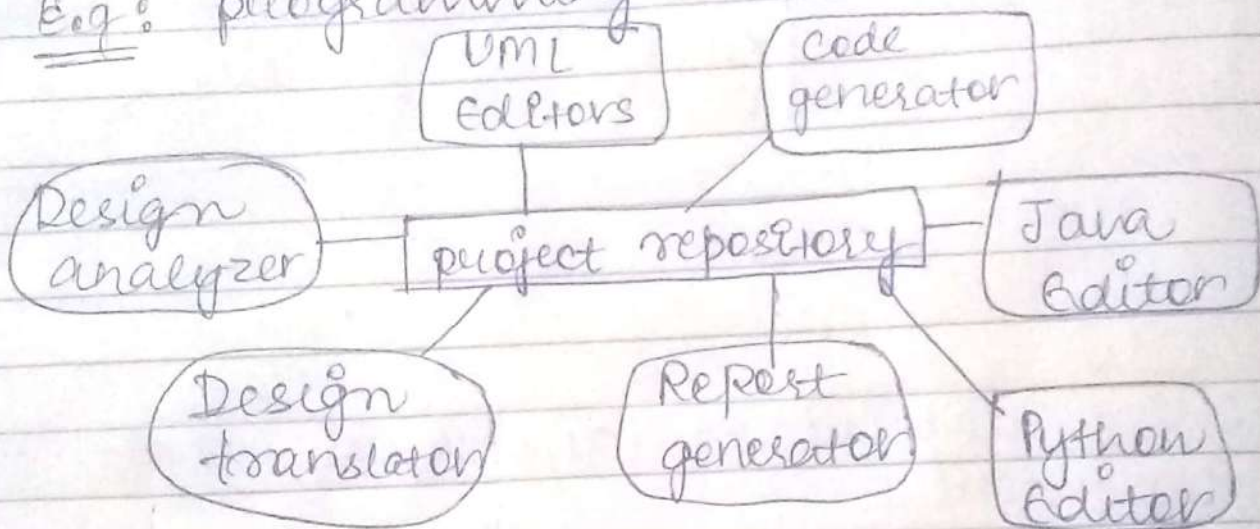 E.g: programming
UML
Editors
Code
generator
Design
analyzer
project repository
Java
Editor
Design
translator
Report
generator
Python
Editor